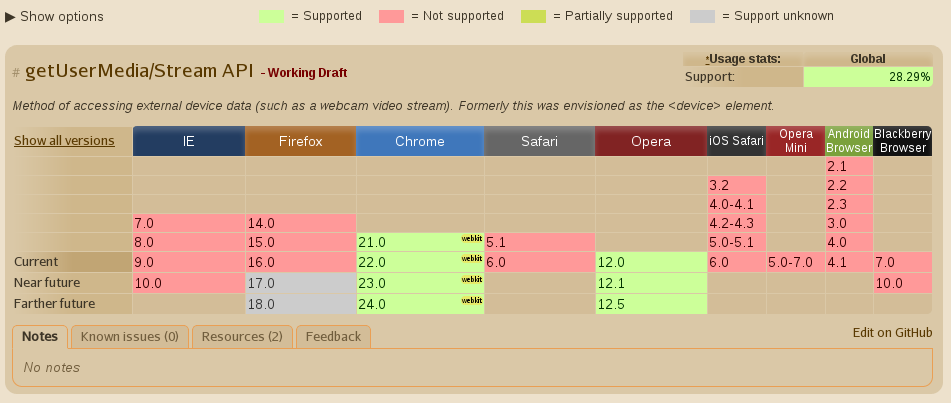 ▶ Show options
= Supported = Not supported = Partially supported = Support unknown
# getUserMedia/Stream API - Working Draft
*Usage stats: Global
Support: 28.29%
Method of accessing external device data (such as a webcam video stream). Formerly this was envisioned as the <device> element.
Show all versions IE Firefox Chrome Safari Opera iOS Safari Opera Mini Android Browser Blackberry Browser
2.1
3.2 2.2
4.0-4.1 2.3
7.0 14.0 4.2-4.3 3.0
8.0 15.0 21.0 webkit 5.1 5.0-5.1 4.0
Current 9.0 16.0 22.0 webkit 6.0 12.0 6.0 5.0-7.0 4.1 7.0
Near future 10.0 17.0 23.0 webkit 12.1 10.0
Farther future 18.0 24.0 webkit 12.5
Notes Known issues (0) Resources (2) Feedback Edit on GitHub
No notes